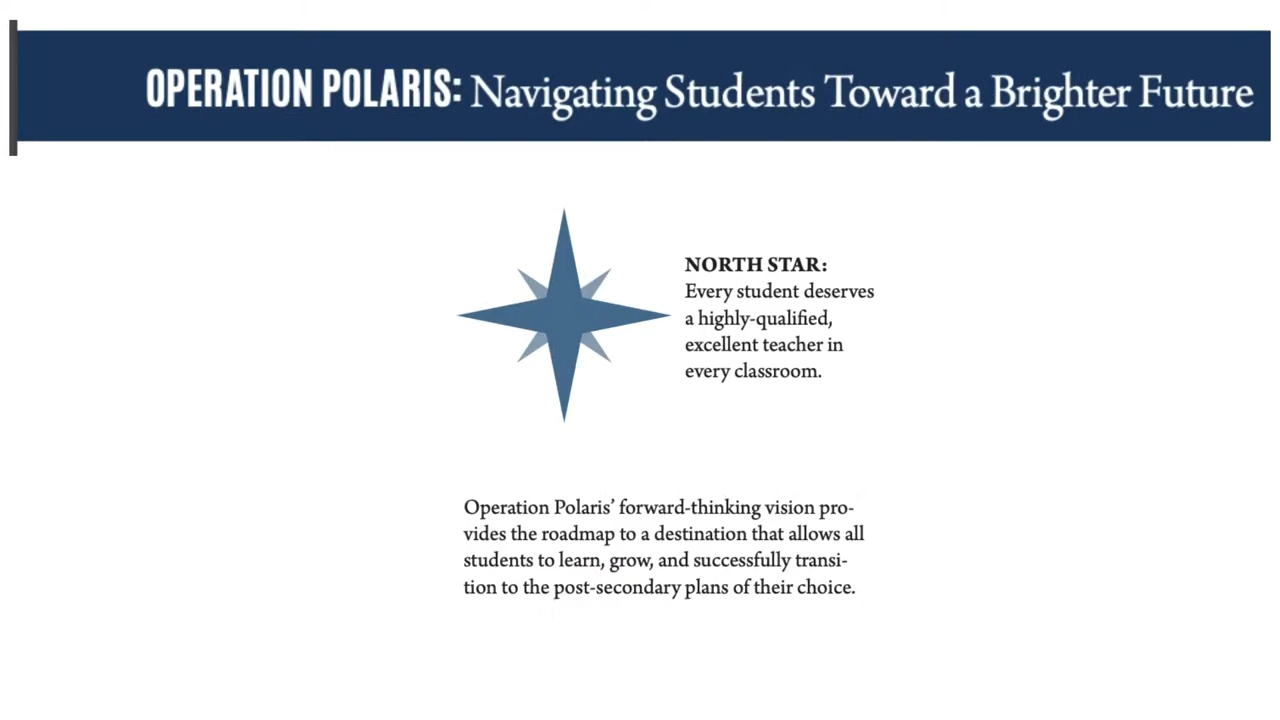 OPERATION POLARIS: Navigating Students Toward a Brighter Future
NORTH STAR:
Every student deserves
a highly-qualified,
excellent teacher in
every classroom.
Operation Polaris’ forward-thinking vision pro-
vides the roadmap to a destination that allows all
students to learn, grow, and successfully transi-
tion to the post-secondary plans of their choice.